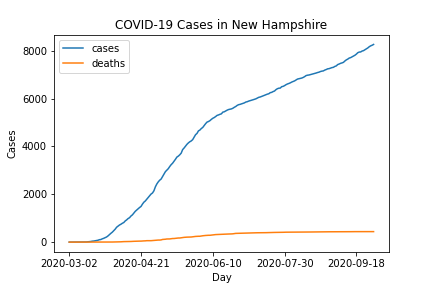 COVID-19 Cases in New Hampshire
cases
deaths
8000
6000
4000
2000
0
Cases
2020-03-02 2020-04-21 2020-06-10 2020-07-30 2020-09-18
Day